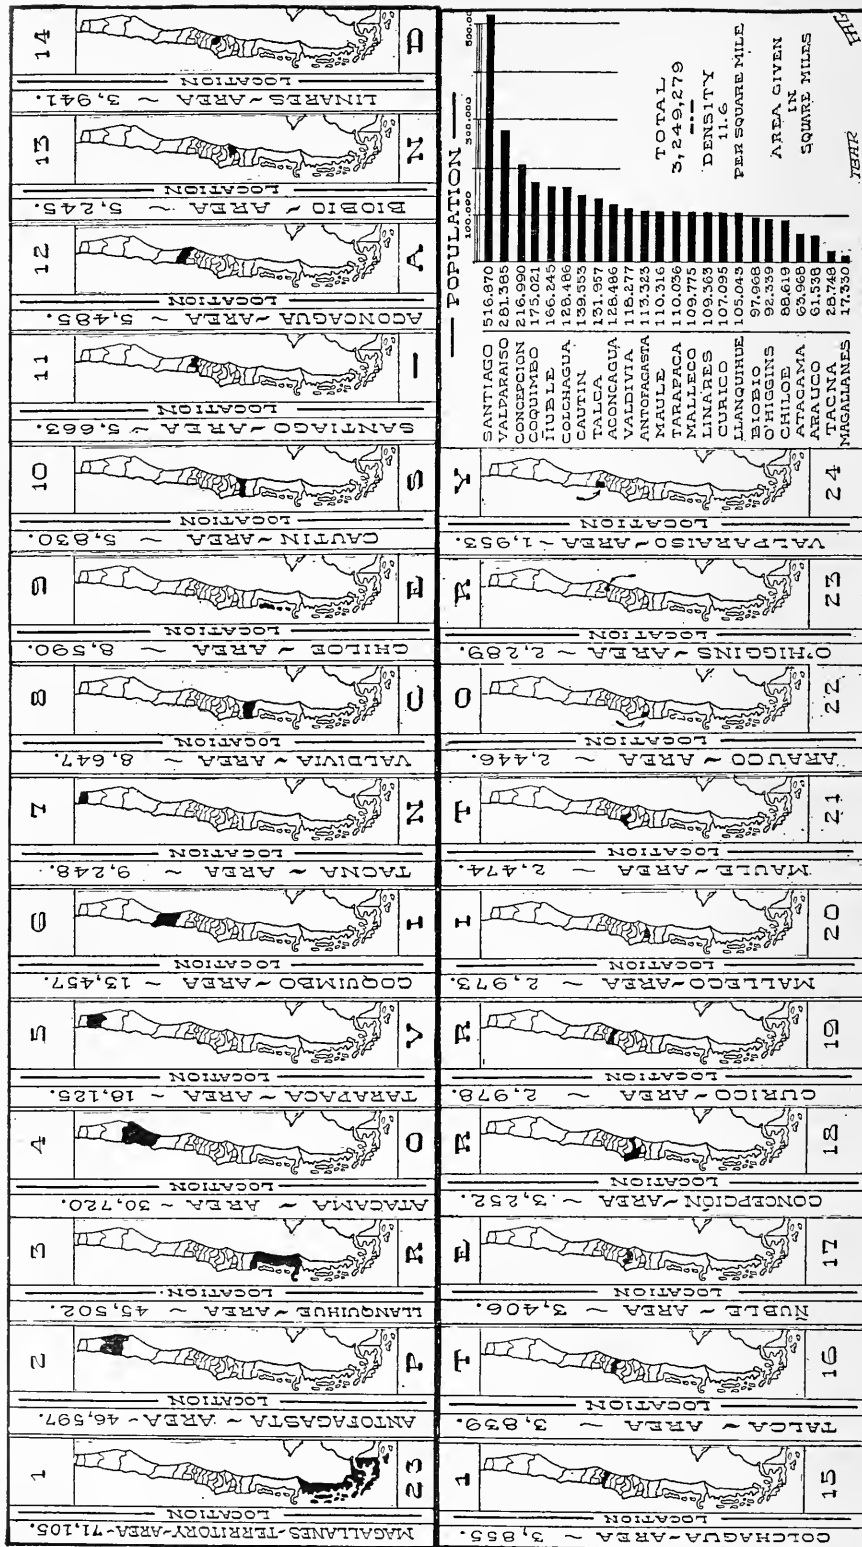 1
LOCATION
MAGALLANES-TERRITORY-AREA-71,105.
23
2
LOCATION
ANTOFAGASTA ~ AREA ~ 46,597.
P
3
LOCATION
LLANQUIHUE ~ AREA ~ 45,502.
R
4
LOCATION
ATACAMA ~ AREA ~ 30,720.
O
5
LOCATION
TARAPACA ~ AREA ~ 18,125.
V
6
LOCATION
COQUIMBO ~ AREA ~ 13,457.
I
7
LOCATION
TACNA ~ AREA ~ 9,248.
N
8
LOCATION
VALDIVIA ~ AREA ~ 8,647.
C
9
LOCATION
CHILOE ~ AREA ~ 8,590.
E
10
LOCATION
CAUTIN ~ AREA ~ 5,830.
S
11
LOCATION
SANTIAGO ~ AREA ~ 5,663.
-
12
LOCATION
ACONCAGUA ~ AREA ~ 5,485.
A
13
LOCATION
BIOBIO ~ AREA ~ 5,245.
N
14
LOCATION
LINARES ~ AREA ~ 3,941.
D
1
LOCATION
COLCHAGUA ~ AREA ~ 3,855.
15
T
LOCATION
TALCA ~ AREA ~ 3,839.
16
E
LOCATION
ÑUBLE ~ AREA ~ 3,406.
17
R
LOCATION
CONCEPCIÓN ~ AREA ~ 3,252.
18
R
LOCATION
CURICO ~ AREA ~ 2,978.
19
I
LOCATION
MALLECO ~ AREA ~ 2,973.
20
T
LOCATION
MAULE ~ AREA ~ 2,474.
21
O
LOCATION
ARAUCO ~ AREA ~ 2,446.
22
R
LOCATION
O'HIGGINS ~ AREA ~ 2,289.
23
Y
LOCATION
VALPARAISO ~ AREA ~ 1,953.
24
POPULATION
100.000 300.000 500.00
SANTIAGO 516.870
VALPARAISO 281.385
CONCEPCION 216.990
COQUIMBO 175.021
ÑUBLE 166.245
COLCHAGUA 128.486
CAUTIN 139.553
TALCA 131.957
ACONCAGUA 128.486
VALDIVIA 118.277
ANTOFAGASTA 113.323
MAULE 110.316
TARAPACA 110.036
MALLECO 109.775
LINARES 109.363
CURICO 107.095
LLANQUIHUE 105.043
BIOBIO 97.968
O'HIGGINS 92.339
CHILOE 88.619
ATACAMA 63.968
ARAUCO 61.538
TACNA 28.748
MAGALLANES 17.330
TOTAL
3,249,279
DENSITY
11.6
PER SQUARE MILE
AREA GIVEN
IN
SQUARE MILES